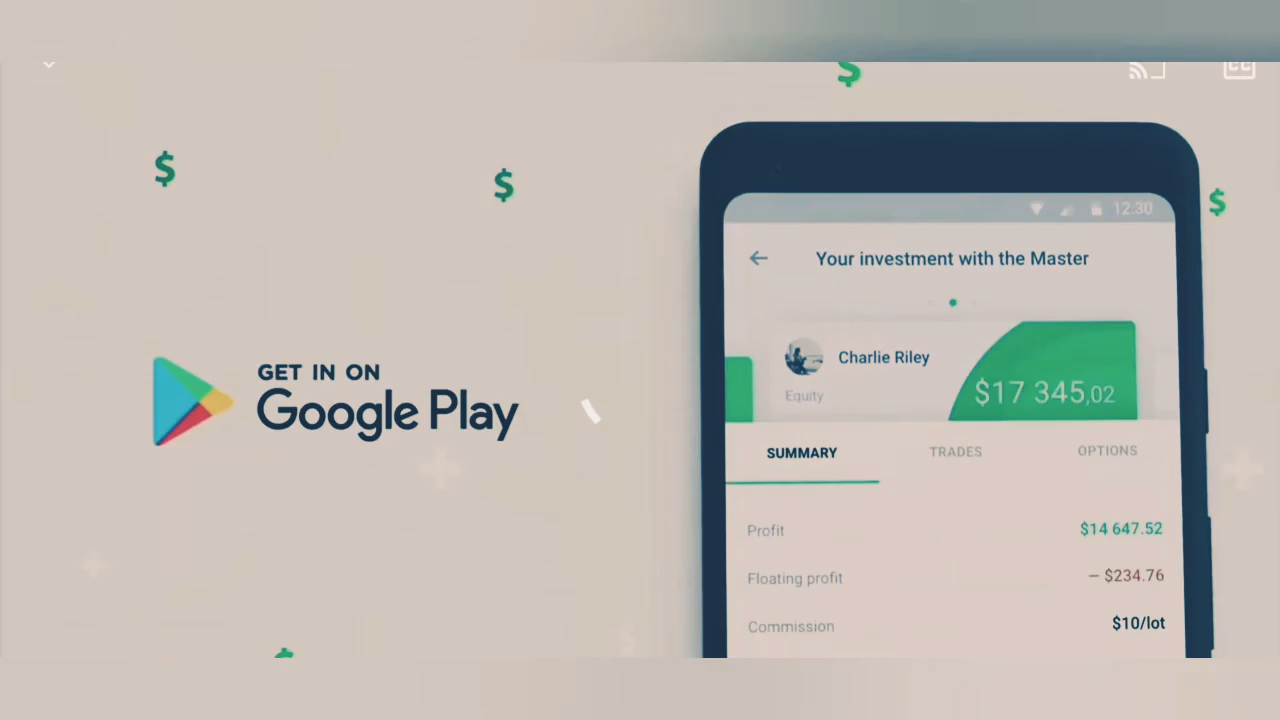 $
$
$
$
CC
12.30
Your investment with the Master
Charlie Riley
Equity
$17 345,02
GET IN ON
Google Play
SUMMARY TRADES OPTIONS
Profit $14 647.52
Floating profit – $234.76
Commission $10/lot
$